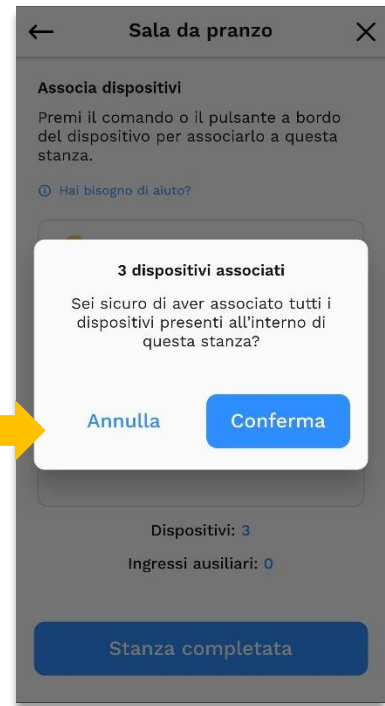 Sala da pranzo
Associa dispositivi
Premi il comando o il pulsante a bordo
del dispositivo per associarlo a questa
stanza.
Hai bisogno di aiuto?
3 dispositivi associati
Sei sicuro di aver associato tutti i
dispositivi presenti all'interno di
questa stanza?
Annulla Conferma
Dispositivi: 3
Ingressi ausiliari: 0
Stanza completata